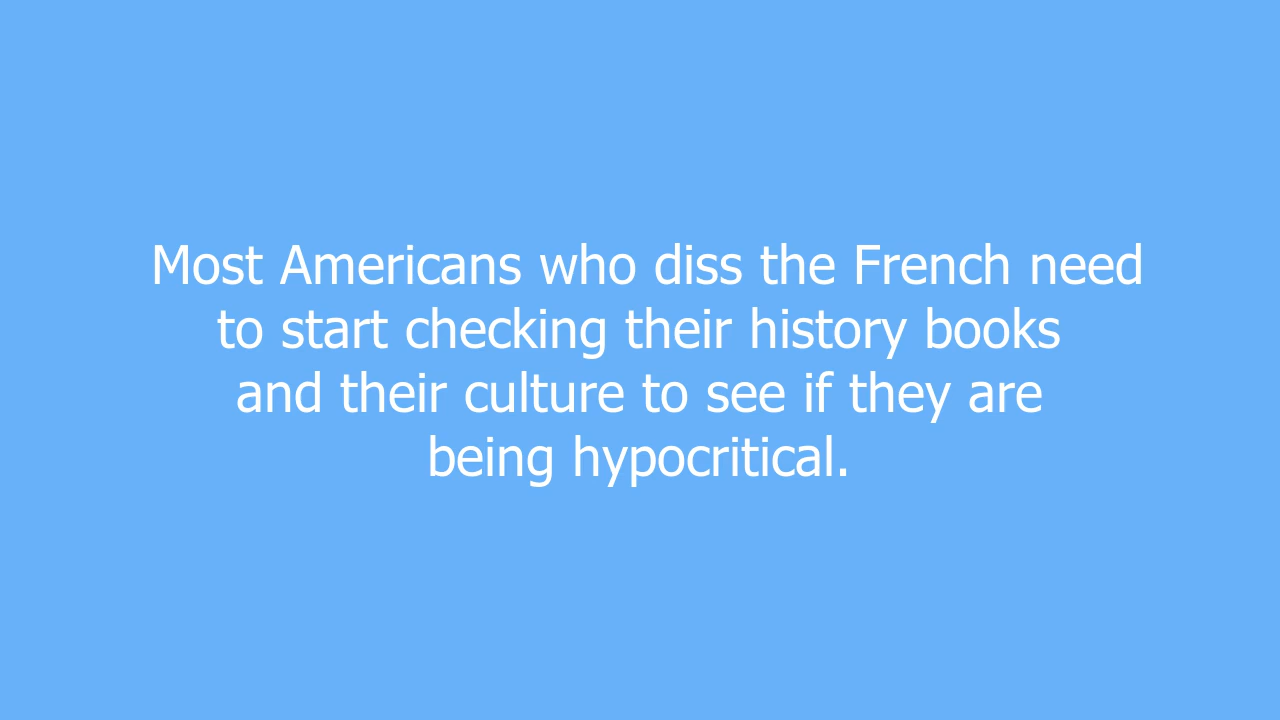 Most Americans who diss the French need
to start checking their history books
and their culture to see if they are
being hypocritical.